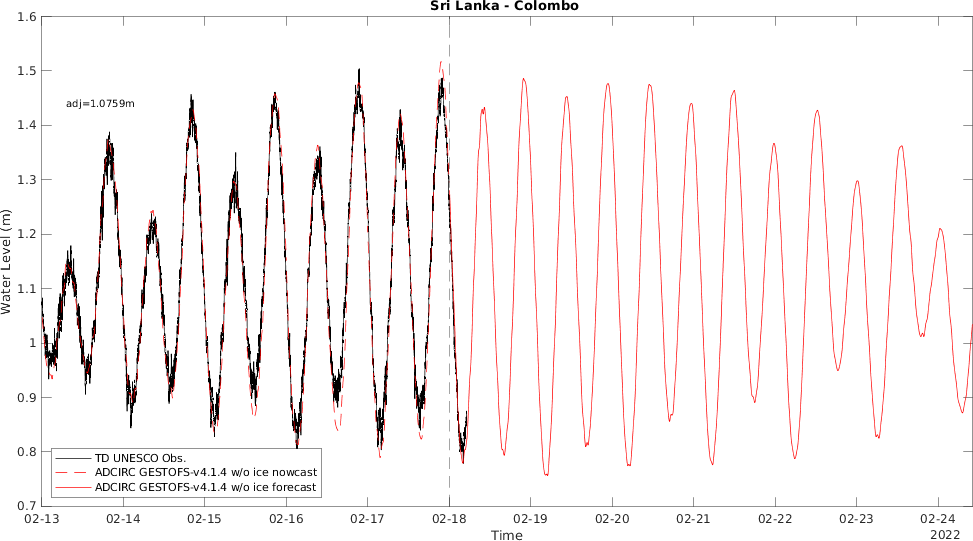 Sri Lanka - Colombo
1.6
1.5
1.4
1.3
1.2
1.1
1
0.9
0.8
0.7
Water Level (m)
adj=1.0759m
TD UNESCO Obs.
ADCIRC GESTOFS-v4.1.4 w/o ice nowcast
ADCIRC GESTOFS-v4.1.4 w/o ice forecast
02-13 02-14 02-15 02-16 02-17 02-18 02-19 02-20 02-21 02-22 02-23 02-24
Time
2022